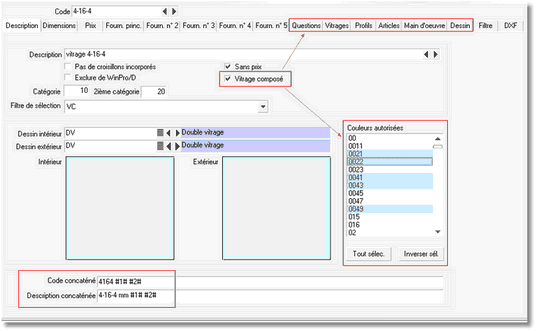 Code 4-16-4
Description Dimensions Prix Fourn. princ. Fourn. n° 2 Fourn. n° 3 Fourn. n° 4 Fourn. n° 5 Questions Vitrages Profils Articles Main d'oeuvre Dessin Filtre DXF
Description vitrage 4-16-4
Pas de croisillons incorporés Sans prix
Exclure de WinPro/D Vitrage composé
Catégorie 10 2ième catégorie 20
Filtre de sélection VC
Couleurs autorisées
00
0011
0021
0022
0023
0041
0043
0045
0047
0049
015
016
02
Tout sélec. Inverser sél.
Dessin intérieur DV Double vitrage
Dessin extérieur DV Double vitrage
Intérieur Extérieur
Code concaténé 4164 #1# #2#
Description concaténée 4-16-4 mm #1# #2#